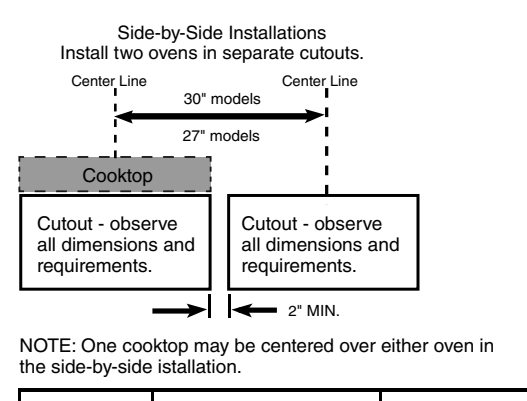 Side-by-Side Installations
Install two ovens in separate cutouts.
Center Line
Center Line
30" models
27" models
Cooktop
Cutout - observe
all dimensions and
requirements.
Cutout - observe
all dimensions and
requirements.
2" MIN.
NOTE: One cooktop may be centered over either oven in
the side-by-side istallation.